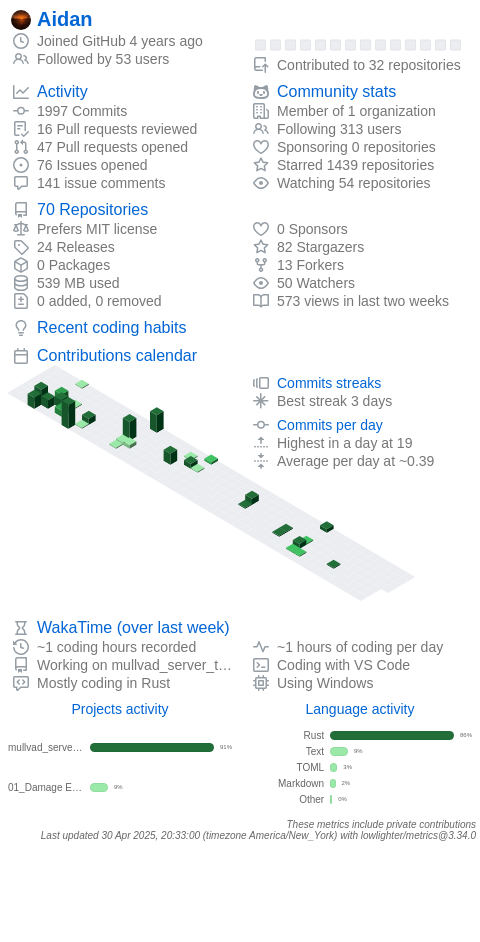 Aidan
Joined GitHub 4 years ago
Followed by 53 users
Contributed to 32 repositories
Activity
1997 Commits
16 Pull requests reviewed
47 Pull requests opened
76 Issues opened
141 issue comments
Community stats
Member of 1 organization
Following 313 users
Sponsoring 0 repositories
Starred 1439 repositories
Watching 54 repositories
70 Repositories
Prefers MIT license
24 Releases
0 Packages
539 MB used
0 added, 0 removed
0 Sponsors
82 Stargazers
13 Forkers
50 Watchers
573 views in last two weeks
Recent coding habits
Contributions calendar
Commits streaks
Best streak 3 days
Commits per day
Highest in a day at 19
Average per day at ~0.39
WakaTime (over last week)
~1 coding hours recorded
Working on mullvad_server_t…
Mostly coding in Rust
~1 hours of coding per day
Coding with VS Code
Using Windows
Projects activity
mullvad_serve… 91%
01_Damage E… 9%
Language activity
Rust 86%
Text 9%
TOML 3%
Markdown 2%
Other 0%
These metrics include private contributions
Last updated 30 Apr 2025, 20:33:00 (timezone America/New_York) with lowlighter/metrics@3.34.0